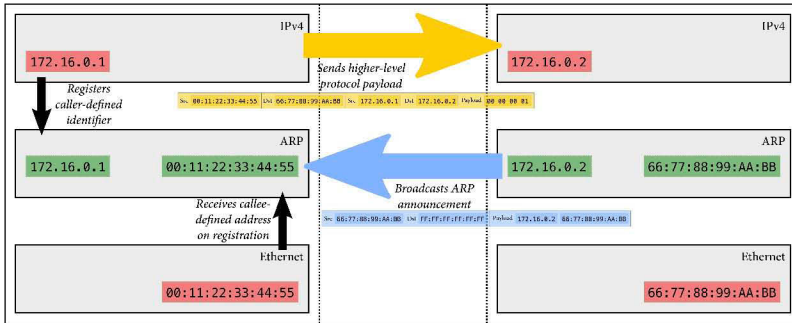 IPv4
IPv4
172.16.0.1
172.16.0.2
Sends higher-level
protocol payload
Registers
caller-defined
identifier
Src 00:11:22:33:44:55 Dst 66:77:88:99:AA:BB Src 172.16.0.1 Dst 172.16.0.2 Payload 00 00 00 01
ARP
ARP
172.16.0.1 00:11:22:33:44:55
172.16.0.2 66:77:88:99:AA:BB
Broadcasts ARP
announcement
Receives callee-
defined address
on registration
Src 66:77:88:99:AA:BB Dst FF:FF:FF:FF:FF:FF Payload 172.16.0.2 66:77:88:99:AA:BB
Ethernet
Ethernet
00:11:22:33:44:55
66:77:88:99:AA:BB